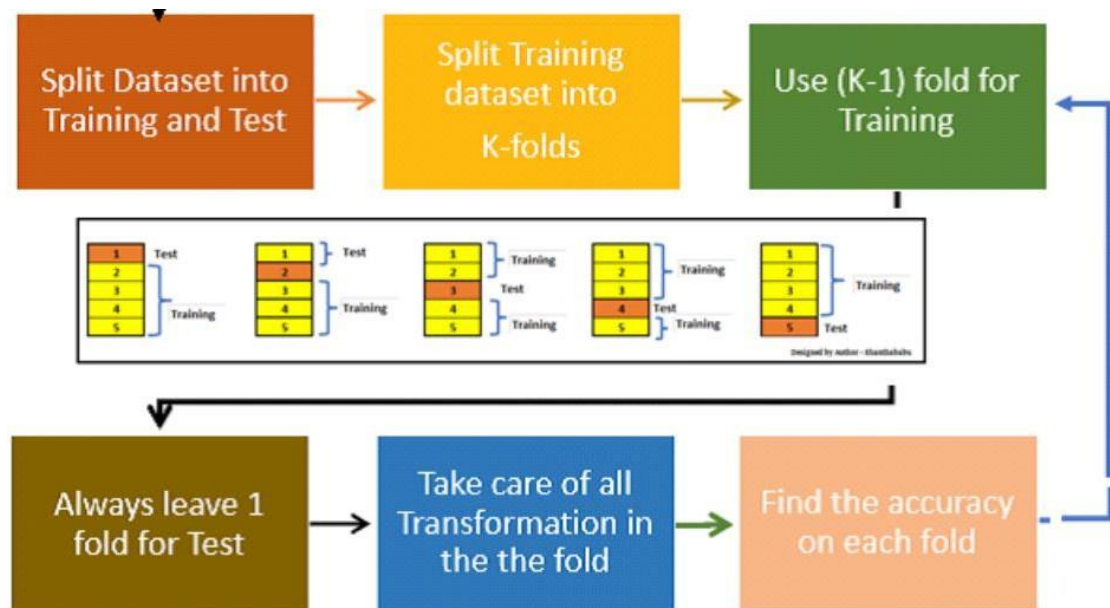 Split Dataset into
Training and Test
Split Training
dataset into
K-folds
Use (K-1) fold for
Training
1
Test
2
3
4
5
Training
1
Test
2
3
4
5
Training
1
2
Training
3
Test
4
5
Training
1
2
3
Training
4
Test
5
Training
1
2
3
4
Training
5
Test
Designed by Author -
Always leave 1
fold for Test
Take care of all
Transformation in
the the fold
Find the accuracy
on each fold